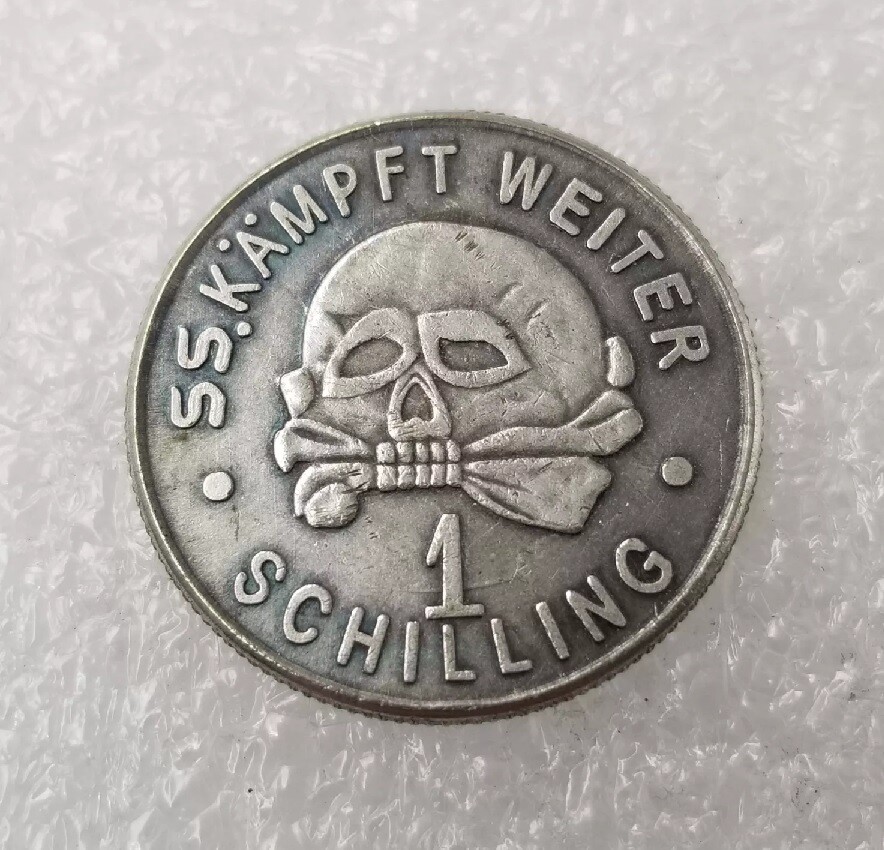 SS.KÄMPFT WEITER
1
SCHILLING